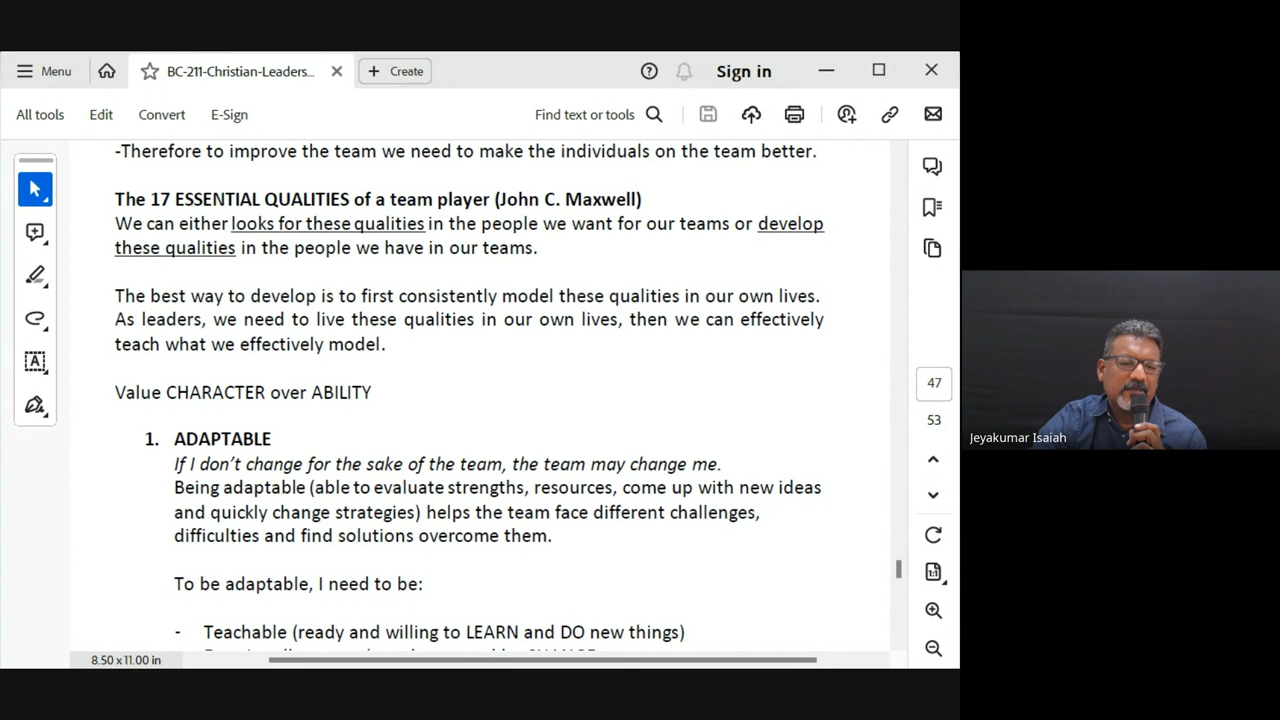 Menu
BC-211-Christian-Leaders...
Create
Sign in
All tools
Edit
Convert
E-Sign
Find text or tools
-Therefore to improve the team we need to make the individuals on the team better.
The 17 ESSENTIAL QUALITIES of a team player (John C. Maxwell)
We can either looks for these qualities in the people we want for our teams or develop
these qualities in the people we have in our teams.
The best way to develop is to first consistently model these qualities in our own lives.
As leaders, we need to live these qualities in our own lives, then we can effectively
teach what we effectively model.
Value CHARACTER over ABILITY
1. ADAPTABLE
If I don't change for the sake of the team, the team may change me.
Being adaptable (able to evaluate strengths, resources, come up with new ideas
and quickly change strategies) helps the team face different challenges,
difficulties and find solutions overcome them.
To be adaptable, I need to be:
- Teachable (ready and willing to LEARN and DO new things)
8.50 x 11.00 in
47
53
Jeyakumar Isaiah